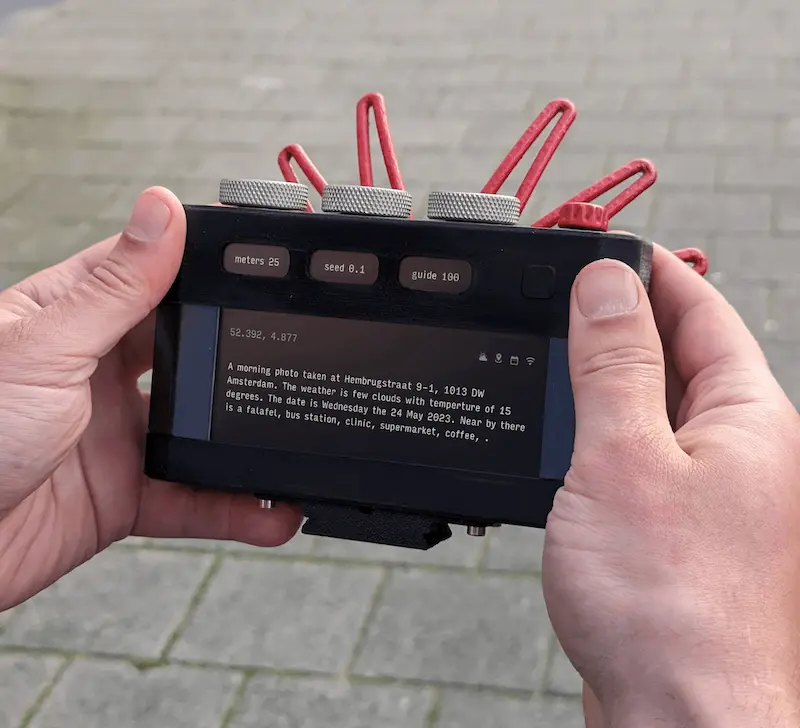 meters 25
seed 0.1
guide 100
52.392, 4.877
A morning photo taken at Hembrugstraat 9-1, 1013 DW
Amsterdam. The weather is few clouds with temperture of 15
degrees. The date is Wednesday the 24 May 2023. Near by there
is a falafel, bus station, clinic, supermarket, coffee, .